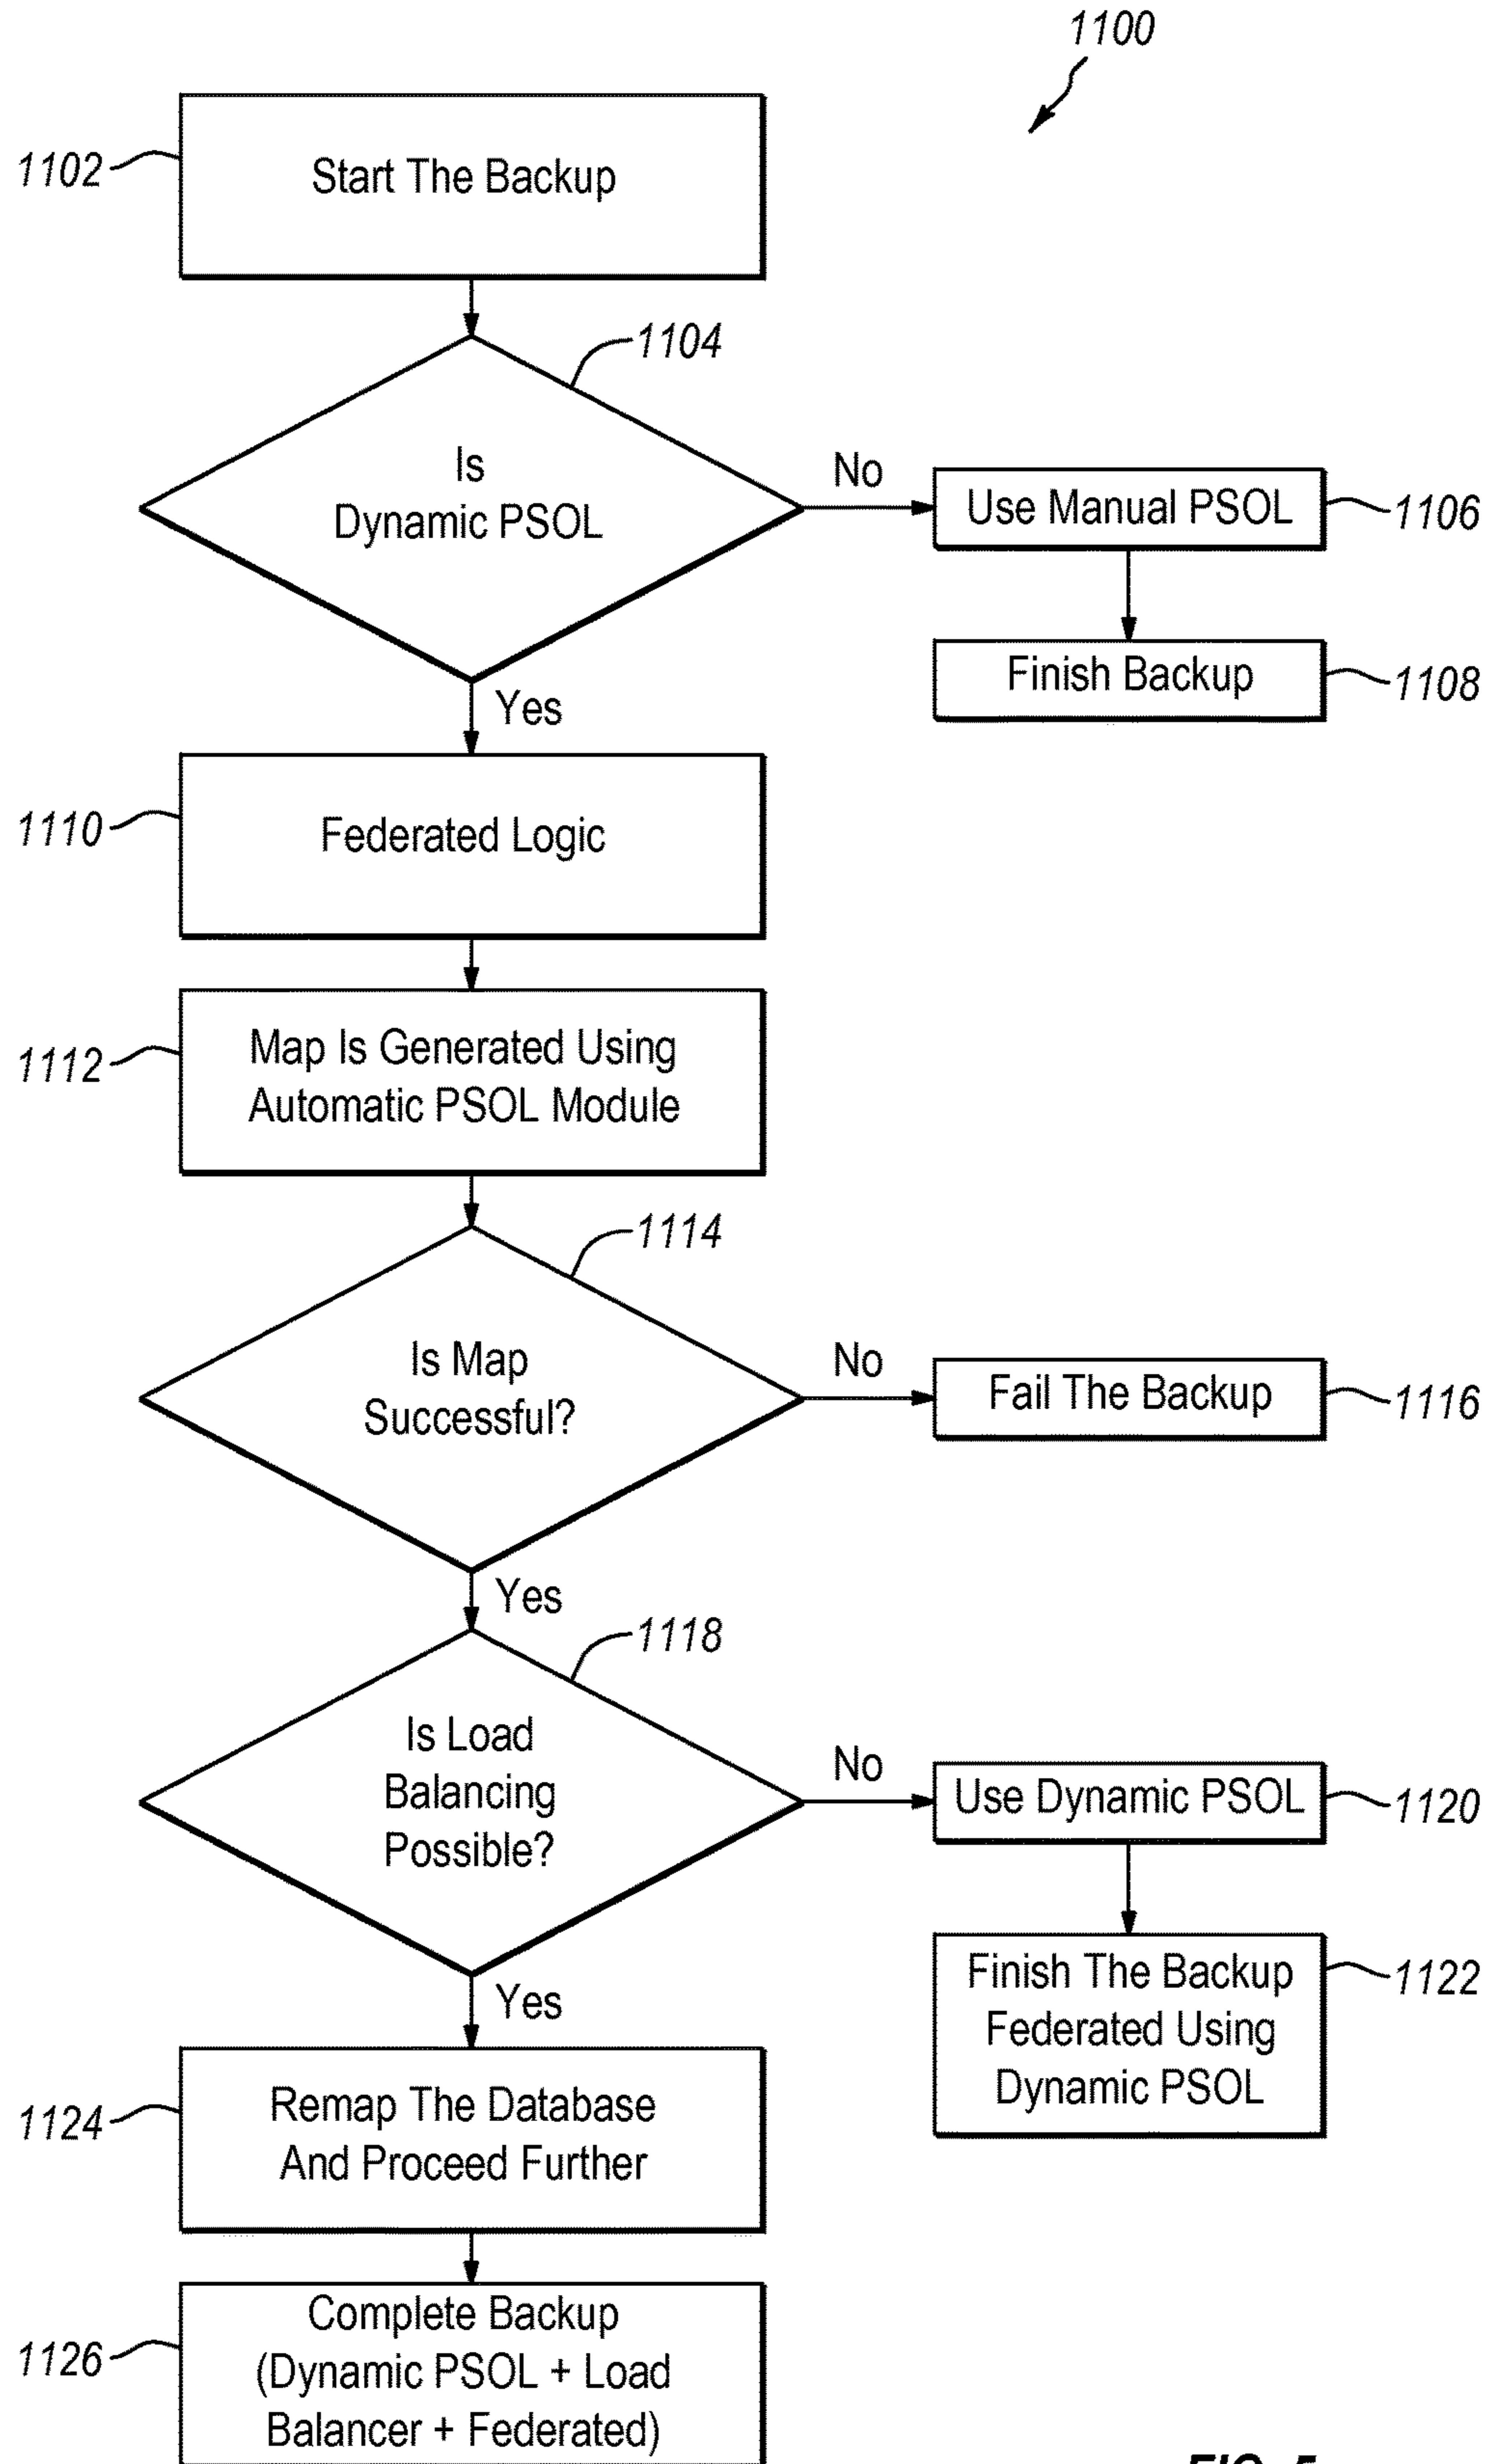 1100
1102
Start The Backup
1104
Is
Dynamic PSOL
No
Use Manual PSOL
1106
Finish Backup
1108
Yes
1110
Federated Logic
1112
Map Is Generated Using
Automatic PSOL Module
1114
Is Map
Successful?
No
Fail The Backup
1116
Yes
1118
Is Load
Balancing
Possible?
No
Use Dynamic PSOL
1120
Finish The Backup
Federated Using
Dynamic PSOL
1122
Yes
1124
Remap The Database
And Proceed Further
1126
Complete Backup
(Dynamic PSOL + Load
Balancer + Federated)